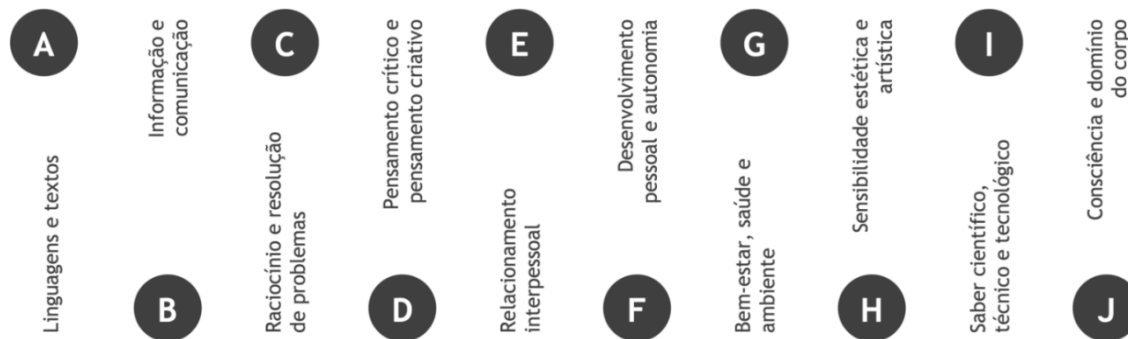 A
Linguagens e textos
B
Informação e
comunicação
C
Raciocínio e resolução
de problemas
D
Pensamento crítico e
pensamento criativo
E
Relacionamento
interpessoal
F
Desenvolvimento
pessoal e autonomia
G
Bem-estar, saúde e
ambiente
H
Sensibilidade estética e
artística
I
Saber científico,
técnico e tecnológico
J
Consciência e domínio
do corpo